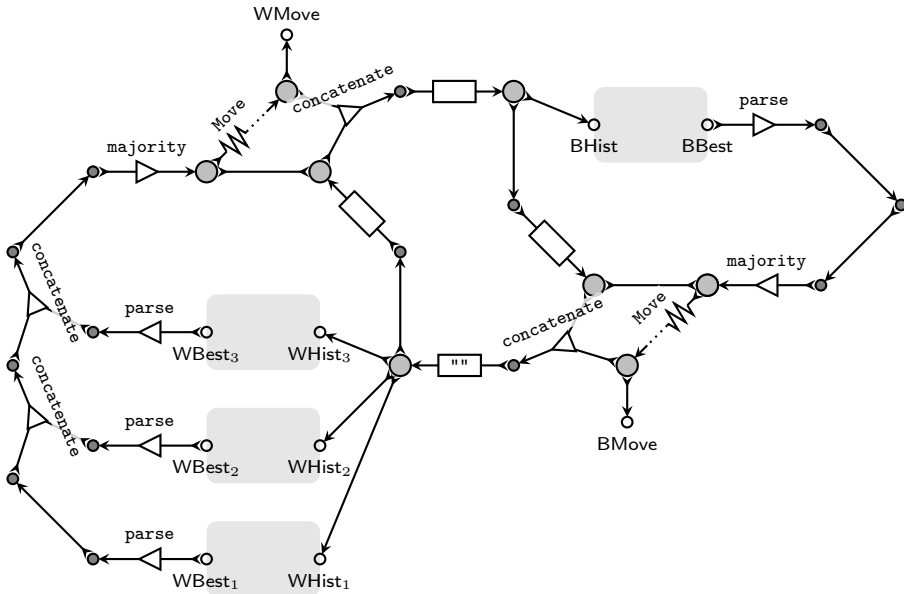 WMove
concatenate
Move
parse
BHist
BBest
majority
concatenate
parse
WBest₃
WHist₃
Move
majority
concatenate
""
concatenate
parse
WBest₂
WHist₂
BMove
parse
WBest₁
WHist₁